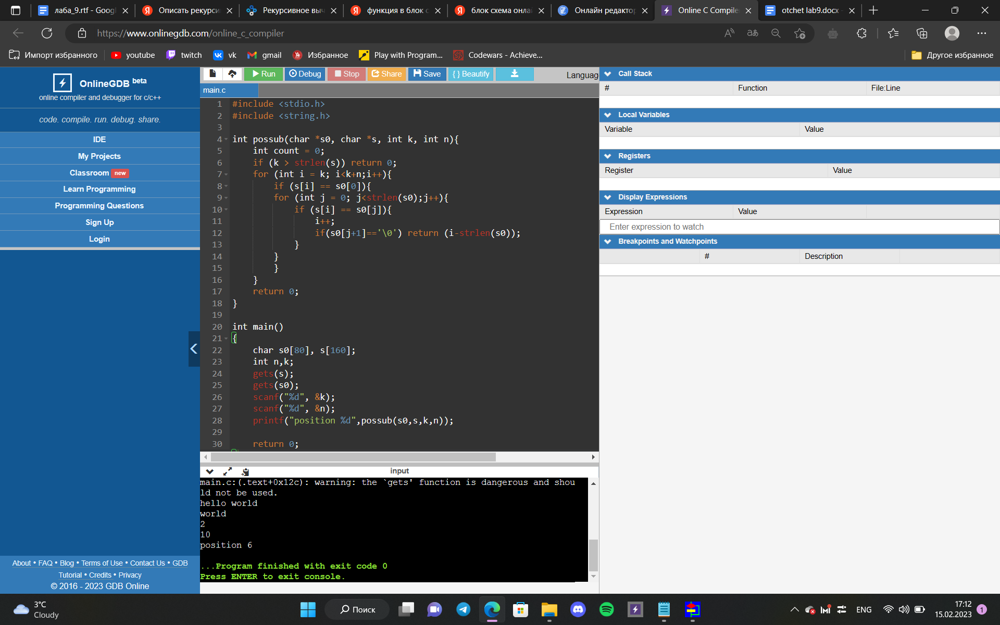 лаба_9.rtf - Googl
Описать рекурси
Рекурсивное выч
функция в блок с
блок схема онла
Онлайн редактор
Online C Compile
otchet lab9.docx
https://www.onlinegdb.com/online_c_compiler
Импорт избранного
youtube
twitch
vk
gmail
Избранное
Play with Program...
Codewars - Achieve...
Другое избранное
OnlineGDB beta
online compiler and debugger for c/c++
code. compile. run. debug. share.
IDE
My Projects
Classroom new
Learn Programming
Programming Questions
Sign Up
Login
About • FAQ • Blog • Terms of Use • Contact Us • GDB
Tutorial • Credits • Privacy
© 2016 - 2023 GDB Online
Run
Debug
Stop
Share
Save
{ } Beautify
Languag
main.c
1 #include <stdio.h>
2 #include <string.h>
3
4 int possub(char *s0, char *s, int k, int n){
5 int count = 0;
6 if (k > strlen(s)) return 0;
7 for (int i = k; i<k+n;i++){
8 if (s[i] == s0[0]){
9 for (int j = 0; j<strlen(s0);j++){
10 if (s[i] == s0[j]){
11 i++;
12 if(s0[j+1]=='\0') return (i-strlen(s0));
13 }
14 }
15 }
16 }
17 return 0;
18 }
19
20 int main()
21 {
22 char s0[80], s[160];
23 int n,k;
24 gets(s);
25 gets(s0);
26 scanf("%d", &k);
27 scanf("%d", &n);
28 printf("position %d",possub(s0,s,k,n));
29
30 return 0;
input
main.c:(.text+0x12c): warning: the `gets' function is dangerous and shou
ld not be used.
hello world
world
2
10
position 6
...Program finished with exit code 0
Press ENTER to exit console.
Call Stack
# Function File:Line
Local Variables
Variable Value
Registers
Register Value
Display Expressions
Expression Value
Enter expression to watch
Breakpoints and Watchpoints
# Description
3°C
Cloudy
Поиск
ENG
17:12
15.02.2023
1